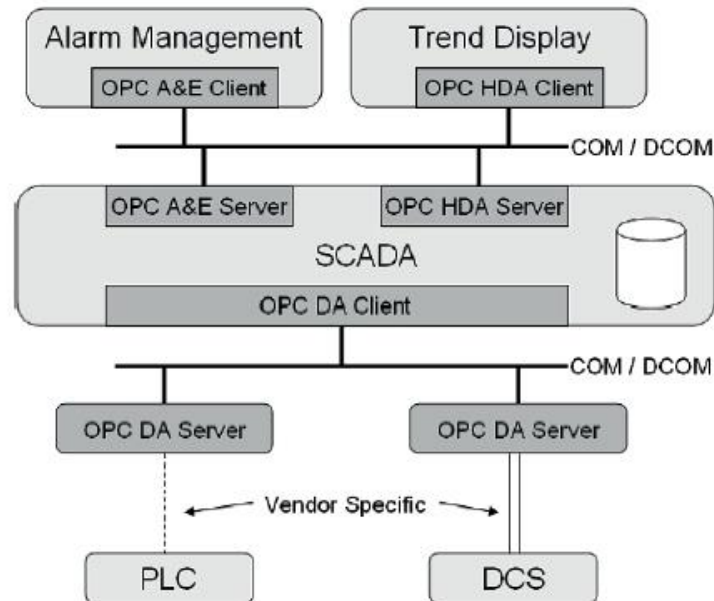 Alarm Management
Trend Display
OPC A&E Client
OPC HDA Client
COM / DCOM
OPC A&E Server
OPC HDA Server
SCADA
OPC DA Client
COM / DCOM
OPC DA Server
OPC DA Server
Vendor Specific
PLC
DCS